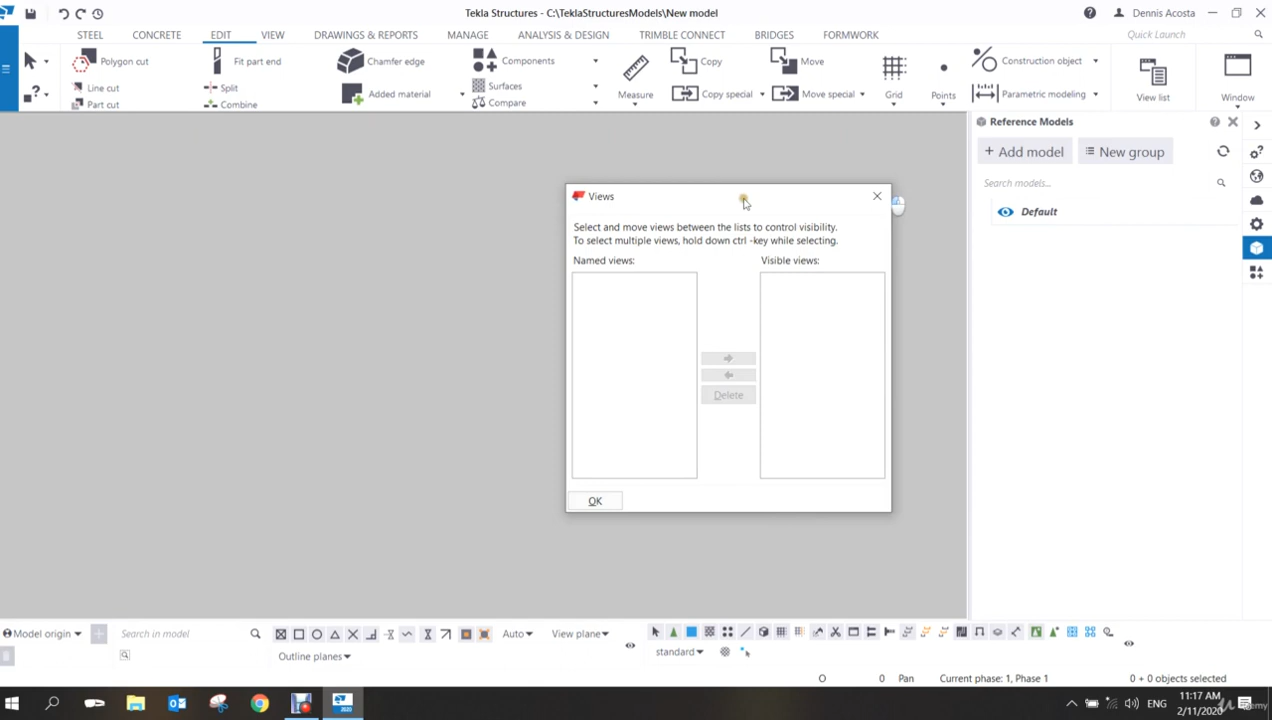 Tekla Structures - C:\TeklaStructuresModels\New model
Dennis Acosta
STEEL CONCRETE EDIT VIEW DRAWINGS & REPORTS MANAGE ANALYSIS & DESIGN TRIMBLE CONNECT BRIDGES FORMWORK
Quick Launch
Polygon cut
Line cut
Part cut
Fit part end
Split
Combine
Chamfer edge
Added material
Components
Surfaces
Compare
Measure
Copy
Copy special
Move
Move special
Grid
Points
Construction object
Parametric modeling
View list
Window
Reference Models
+ Add model
New group
Search models...
Default
Views
Select and move views between the lists to control visibility.
To select multiple views, hold down ctrl -key while selecting.
Named views:
Visible views:
Delete
OK
Model origin
Search in model
Auto
View plane
Outline planes
standard
O 0 Pan Current phase: 1, Phase 1 0 + 0 objects selected
2020
ENG
11:17 AM
2/11/2020